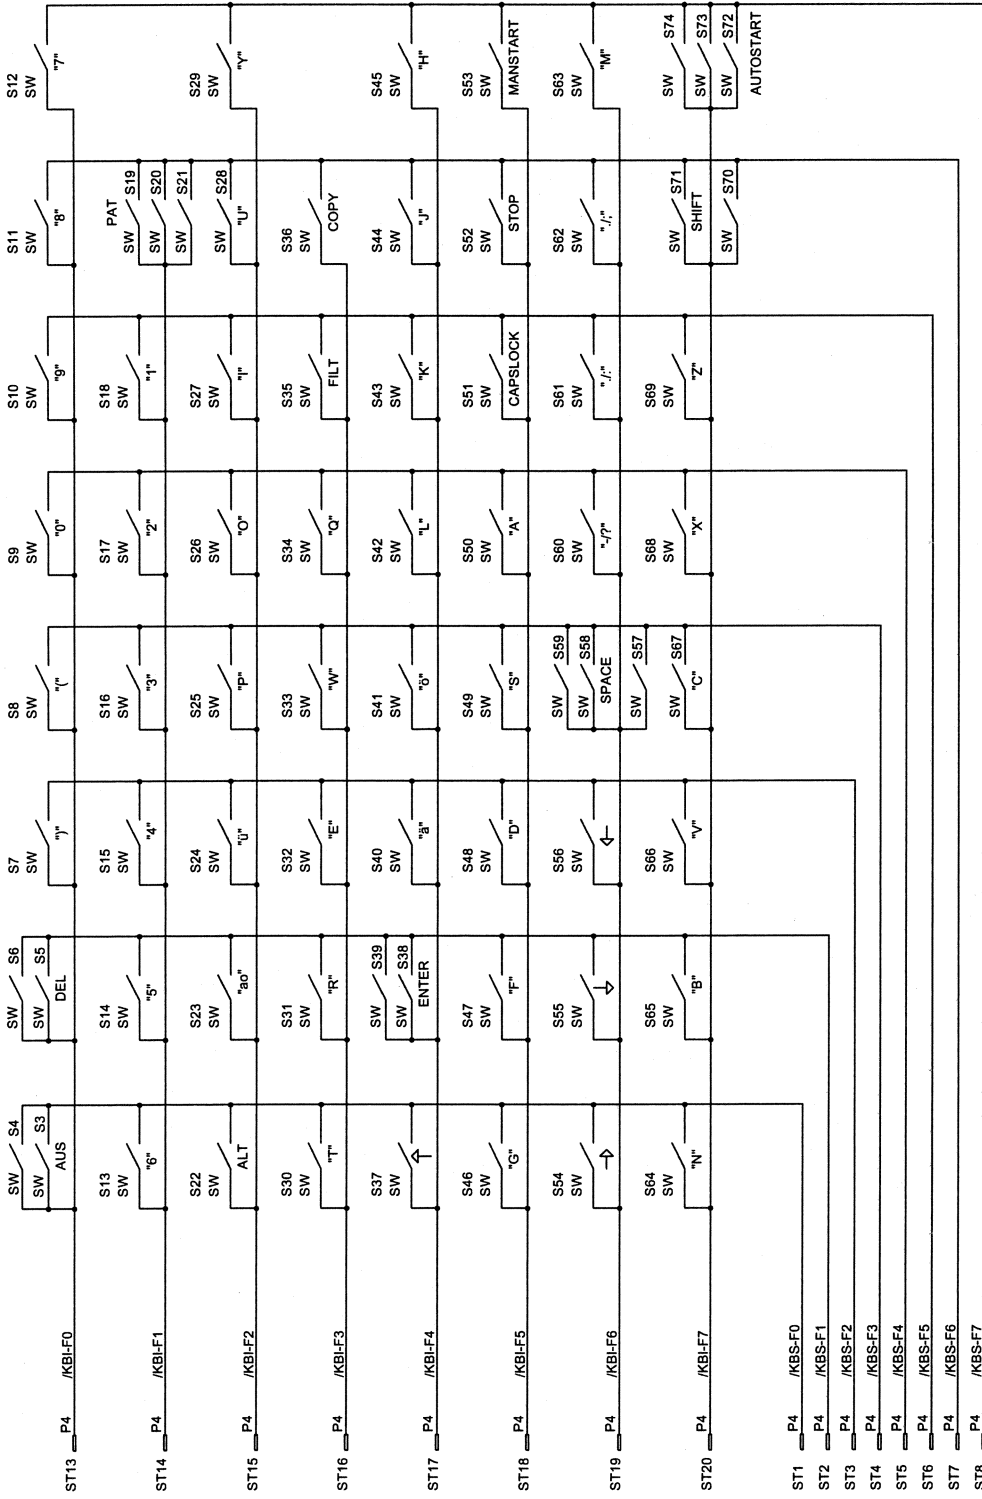 S4
SW
S3
SW
AUS
S6
SW
S5
SW
DEL
S7
SW
")"
S8
SW
"("
S9
SW
"0"
S10
SW
"9"
S11
SW
"8"
S12
SW
"7"
ST13 P4 /KBI-F0
S13
SW
"6"
S14
SW
"5"
S15
SW
"4"
S16
SW
"3"
S17
SW
"2"
S18
SW
"1"
PAT
SW S19
SW S20
SW S21
ST14 P4 /KBI-F1
S22
SW
ALT
S23
SW
"ao"
S24
SW
"ü"
S25
SW
"P"
S26
SW
"O"
S27
SW
"I"
SW S28
"U"
S29
SW
"Y"
ST15 P4 /KBI-F2
S30
SW
"T"
S31
SW
"R"
S32
SW
"E"
S33
SW
"W"
S34
SW
"Q"
S35
SW
FILT
S36
SW
COPY
ST16 P4 /KBI-F3
S37
SW
SW S39
SW S38
ENTER
S40
SW
"ä"
S41
SW
"ö"
S42
SW
"L"
S43
SW
"K"
S44
SW
"J"
S45
SW
"H"
ST17 P4 /KBI-F4
S46
SW
"G"
S47
SW
"F"
S48
SW
"D"
S49
SW
"S"
S50
SW
"A"
S51
SW
CAPSLOCK
S52
SW
STOP
S53
SW
MANSTART
ST18 P4 /KBI-F5
S54
SW
S55
SW
S56
SW
SW S59
SW S58
SPACE
SW S57
S60
SW
"-/?"
S61
SW
"./:"
S62
SW
"./;"
S63
SW
"M"
ST19 P4 /KBI-F6
S64
SW
"N"
S65
SW
"B"
S66
SW
"V"
SW S67
"C"
S68
SW
"X"
S69
SW
"Z"
SW S71
SHIFT
SW S70
SW S74
SW S73
SW S72
AUTOSTART
ST20 P4 /KBI-F7
ST1 P4 /KBS-F0
ST2 P4 /KBS-F1
ST3 P4 /KBS-F2
ST4 P4 /KBS-F3
ST5 P4 /KBS-F4
ST6 P4 /KBS-F5
ST7 P4 /KBS-F6
ST8 P4 /KBS-F7